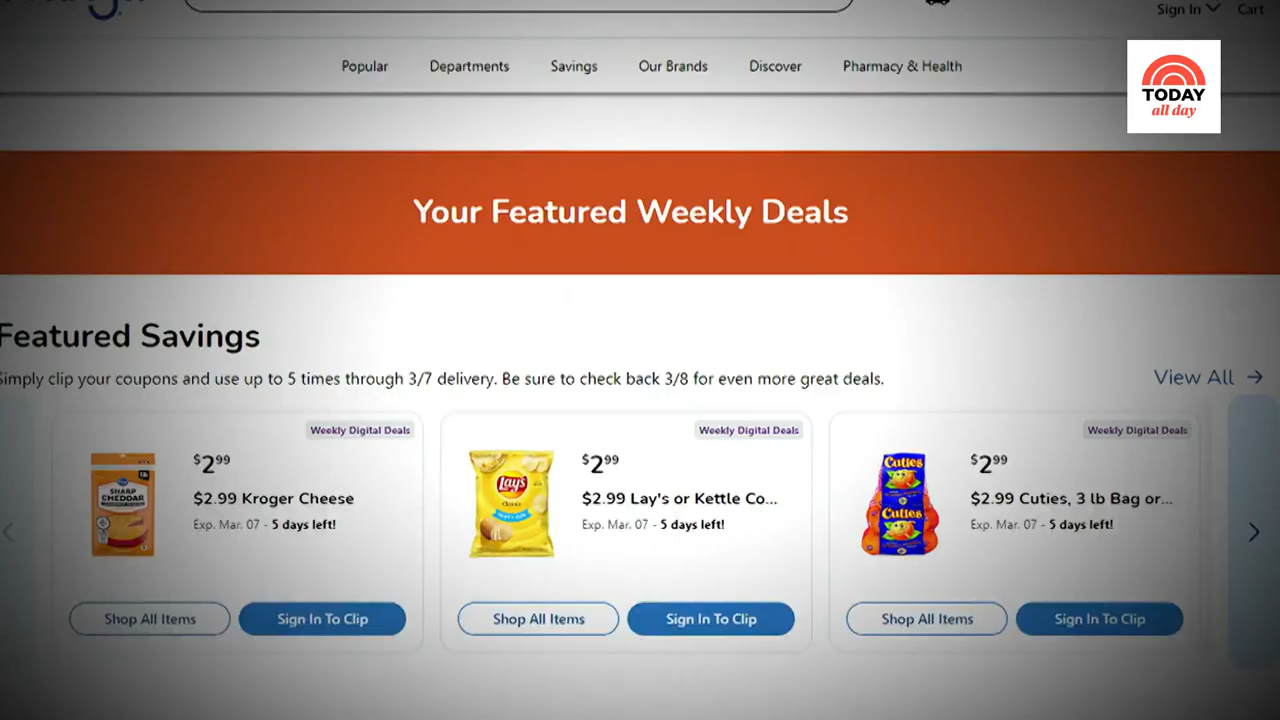 Sign In
Cart
Popular
Departments
Savings
Our Brands
Discover
Pharmacy & Health
TODAY
all day
Your Featured Weekly Deals
Featured Savings
Simply clip your coupons and use up to 5 times through 3/7 delivery. Be sure to check back 3/8 for even more great deals.
View All
Weekly Digital Deals
$2.99
$2.99 Kroger Cheese
Exp. Mar. 07 - 5 days left!
SHARP
CHEDDAR
Shop All Items
Sign In To Clip
Weekly Digital Deals
$2.99
$2.99 Lay's or Kettle Co...
Exp. Mar. 07 - 5 days left!
Lay's
Classic
Shop All Items
Sign In To Clip
Weekly Digital Deals
$2.99
$2.99 Cuties, 3 lb Bag or...
Exp. Mar. 07 - 5 days left!
Cuties
Cuties
Shop All Items
Sign In To Clip